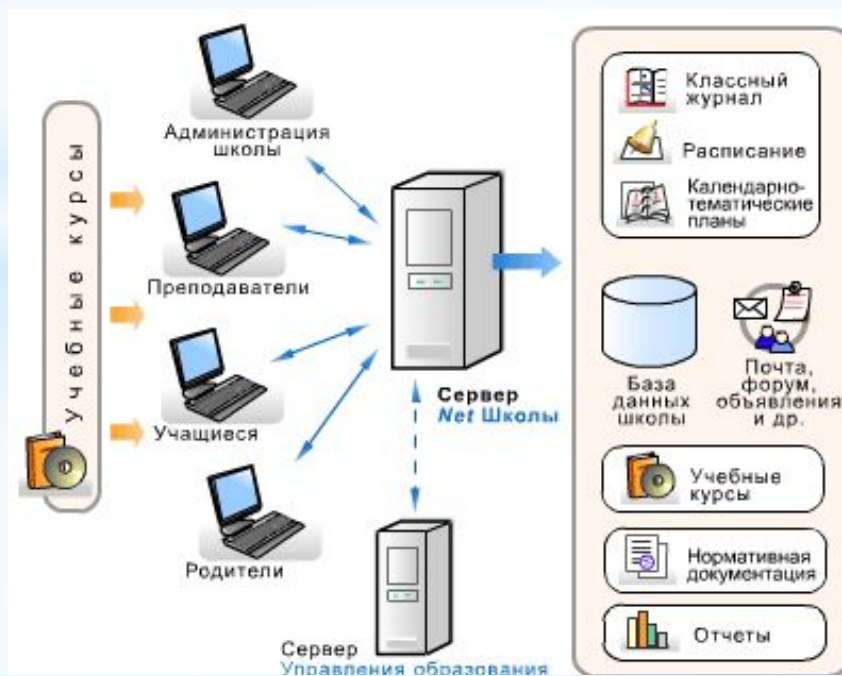 Учебные курсы
Администрация
школы
Преподаватели
Учащиеся
Родители
Сервер
Net Школы
Сервер
Управления образования
Классный
журнал
Расписание
Календарно-
тематические
планы
База
данных
школы
Почта,
форум,
объявления
и др.
Учебные
курсы
Нормативная
документация
Отчеты